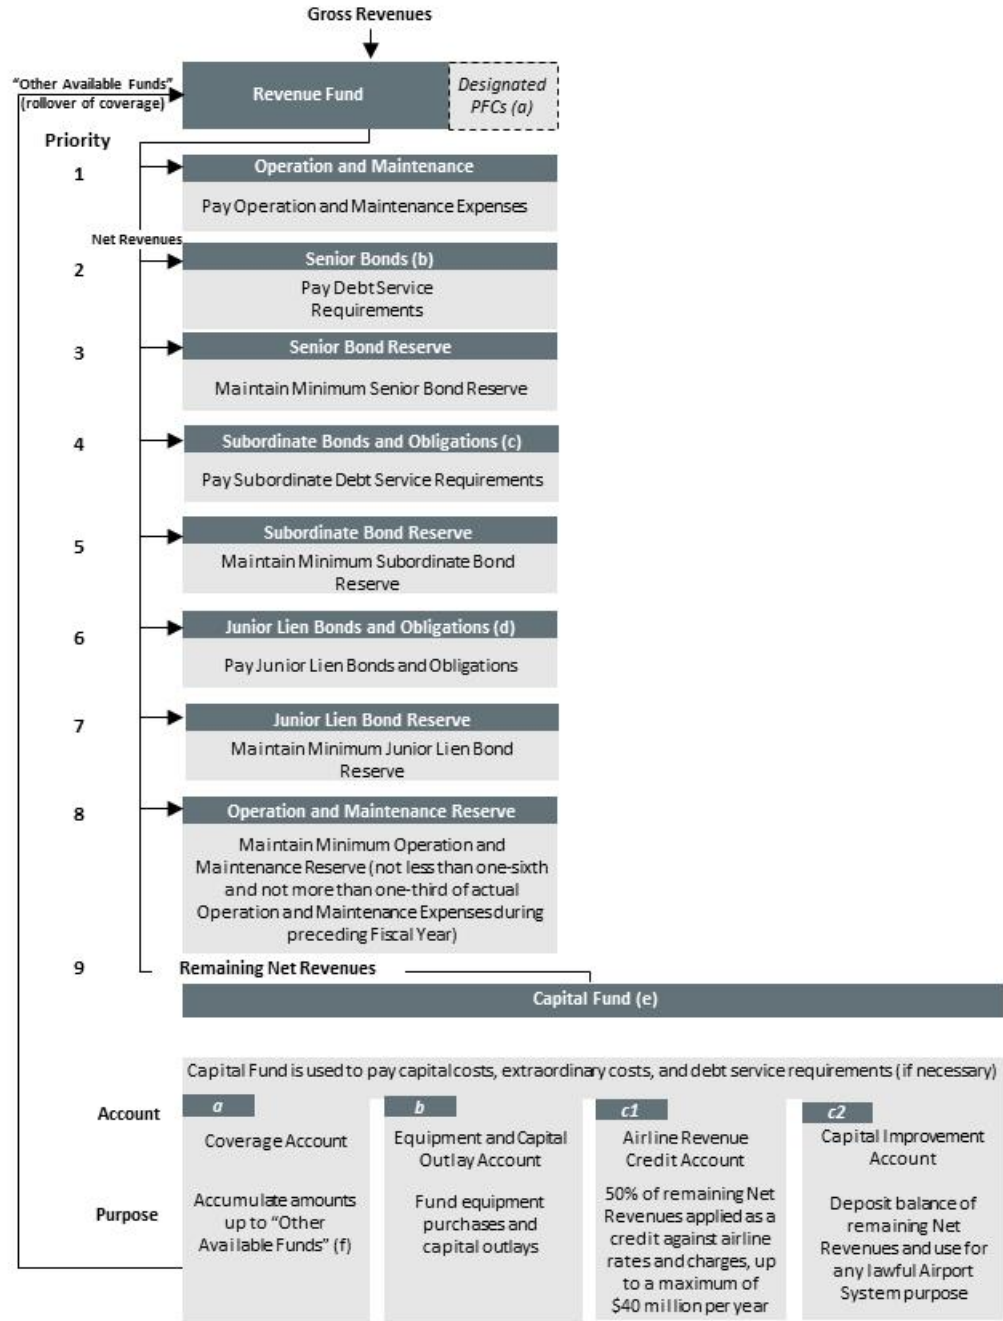 Gross Revenues
"Other Available Funds"
(rollover of coverage)
Revenue Fund
Designated
PFCs (a)
Priority
1
Operation and Maintenance
Pay Operation and Maintenance Expenses
Net Revenues
2
Senior Bonds (b)
Pay Debt Service
Requirements
3
Senior Bond Reserve
Maintain Minimum Senior Bond Reserve
4
Subordinate Bonds and Obligations (c)
Pay Subordinate Debt Service Requirements
5
Subordinate Bond Reserve
Maintain Minimum Subordinate Bond
Reserve
6
Junior Lien Bonds and Obligations (d)
Pay Junior Lien Bonds and Obligations
7
Junior Lien Bond Reserve
Maintain Minimum Junior Lien Bond
Reserve
8
Operation and Maintenance Reserve
Maintain Minimum Operation and
Maintenance Reserve (not less than one-sixth
and not more than one-third of actual
Operation and Maintenance Expenses during
preceding Fiscal Year)
9
Remaining Net Revenues
Capital Fund (e)
Capital Fund is used to pay capital costs, extraordinary costs, and debt service requirements (if necessary)
Account
a
Coverage Account
b
Equipment and Capital
Outlay Account
c1
Airline Revenue
Credit Account
c2
Capital Improvement
Account
Purpose
Accumulate amounts
up to "Other
Available Funds" (f)
Fund equipment
purchases and
capital outlays
50% of remaining Net
Revenues applied as a
credit against airline
rates and charges, up
to a maximum of
$40 million per year
Deposit balance of
remaining Net
Revenues and use for
any lawful Airport
System purpose